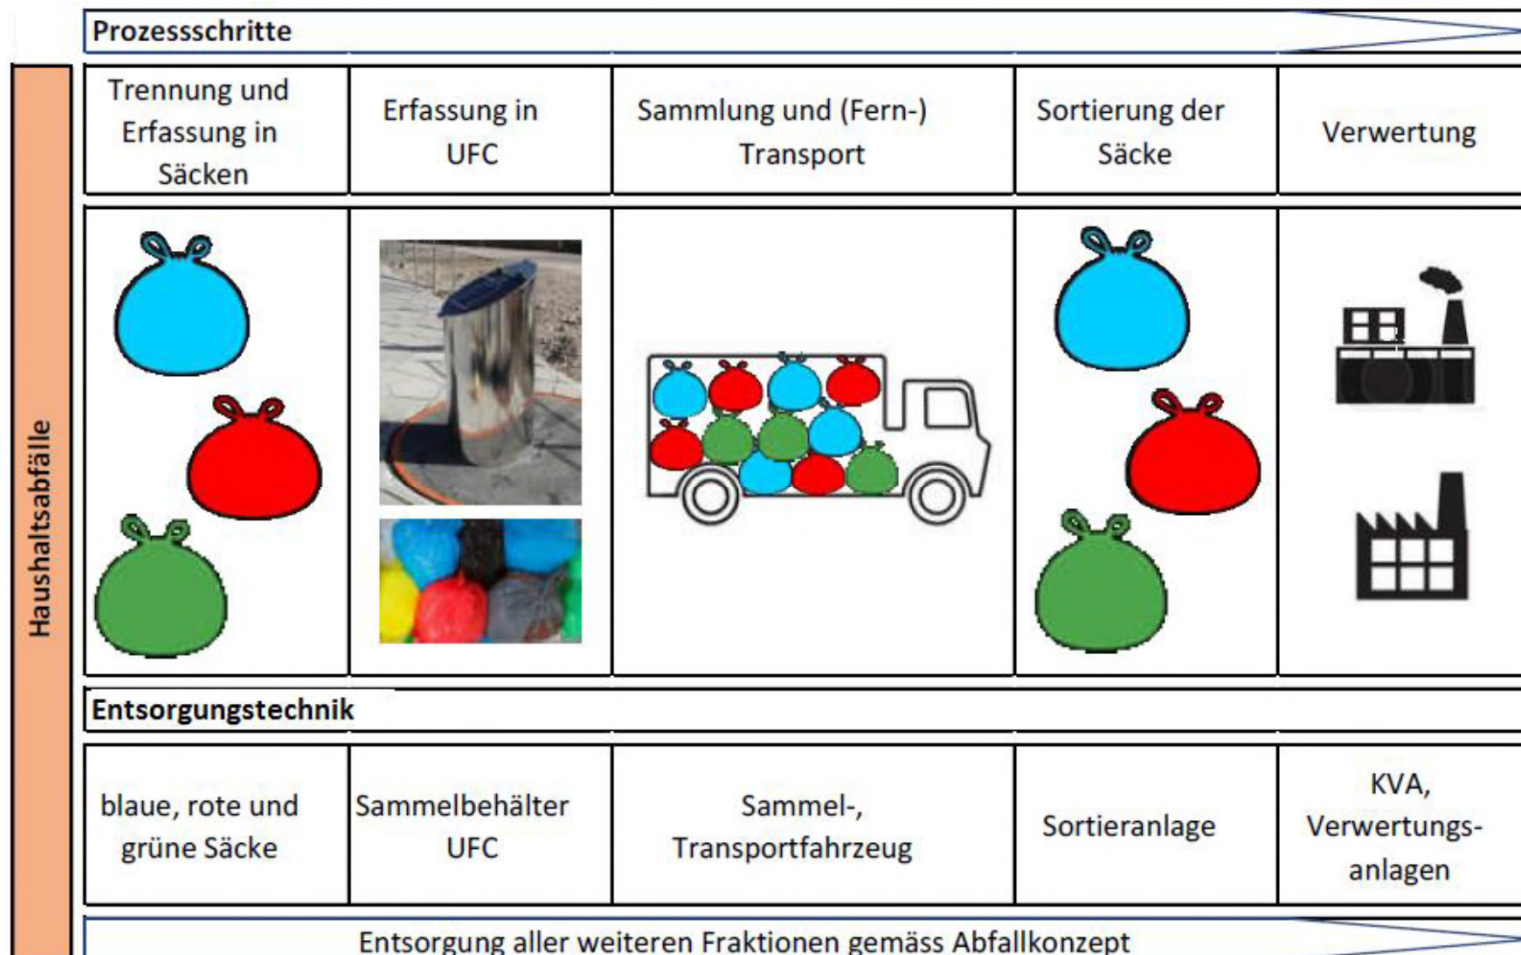 Prozessschritte
Haushaltsabfälle
Trennung und
Erfassung in
Säcken
Erfassung in
UFC
Sammlung und (Fern-)
Transport
Sortierung der
Säcke
Verwertung
Entsorgungstechnik
blaue, rote und
grüne Säcke
Sammelbehälter
UFC
Sammel-,
Transportfahrzeug
Sortieranlage
KVA,
Verwertungs-
anlagen
Entsorgung aller weiteren Fraktionen gemäss Abfallkonzept